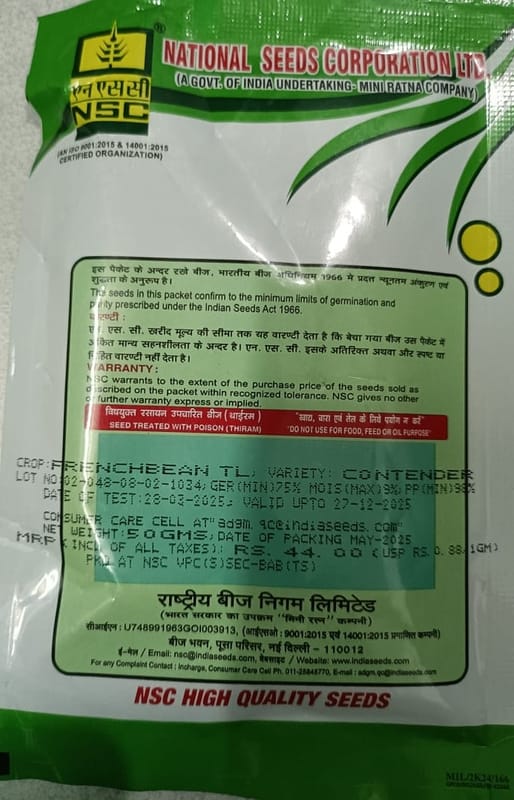 एन एस सी
NSC
®
(AN ISO 9001:2015 & 14001:2015
CERTIFIED ORGANIZATION)
NATIONAL SEEDS CORPORATION LTD
(A GOVT. OF INDIA UNDERTAKING- MINI RATNA COMPANY)
इस पैकेट के अन्दर रखे बीज, भारतीय बीज अधिनियम 1966 मे प्रदत्त न्यूनतम अंकुरण एवं
शुद्धता के अनुरूप है।
The seeds in this packet confirm to the minimum limits of germination and
purity prescribed under the Indian Seeds Act 1966.
वारण्टी :
एन. एस. सी. खरीद मूल्य की सीमा तक यह वारण्टी देता है कि बेचा गया बीज उस पैकेट में
अंकित मान्य सहनशीलता के अन्दर है। एन. एस. सी. इसके अतिरिक्त अथवा और स्पष्ट या
निहित वारण्टी नहीं देता है।
WARRANTY:
NSC warrants to the extent of the purchase price of the seeds sold as
described on the packet within recognized tolerance. NSC gives no other
or further warranty express or implied.
विषयुक्त रसायन उपचारित बीज (थाईरम)
SEED TREATED WITH POISON (THIRAM)
"खाद्य, चारा एवं तेल के लिये प्रयोग न करें"
"DO NOT USE FOR FOOD, FEED OR OIL PURPOSE"
CROP:FRENCHBEAN TL, VARIETY: CONTENDER
LOT NO:02-048-08-02-1034;GER(MIN)75% MOIS(MAX)9%;PP(MIN)98%
DATE OF TEST:28-03-2025, VALID UPTO 27-12-2025
CONSUMER CARE CELL AT"adgm.qc@indiaseeds.com"
NET WEIGHT:50GMS;DATE OF PACKING MAY-2025
MRP (INCL OF ALL TAXES): RS. 44.00 (USP RS.0.88/1GM)
PKD AT NSC VPC(S)SEC-BAB(TS)
राष्ट्रीय बीज निगम लिमिटेड
(भारत सरकार का उपक्रम "मिनी रत्न" कम्पनी)
सीआईएन : U748991963GOI003913, (आईएसओ : 9001:2015 एवं 14001:2015 प्रमाणित कम्पनी)
बीज भवन, पूसा परिसर, नई दिल्ली - 110012
ई-मेल / Email: nsc@indiaseeds.com, वेबसाइट / Website: www.indiaseeds.com
For any Complaint Contact : Incharge, Consumer Care Cell Ph. 011-25848770, E-mail : adgm.qc@indiaseeds.com
NSC HIGH QUALITY SEEDS
MIL/2K24/166